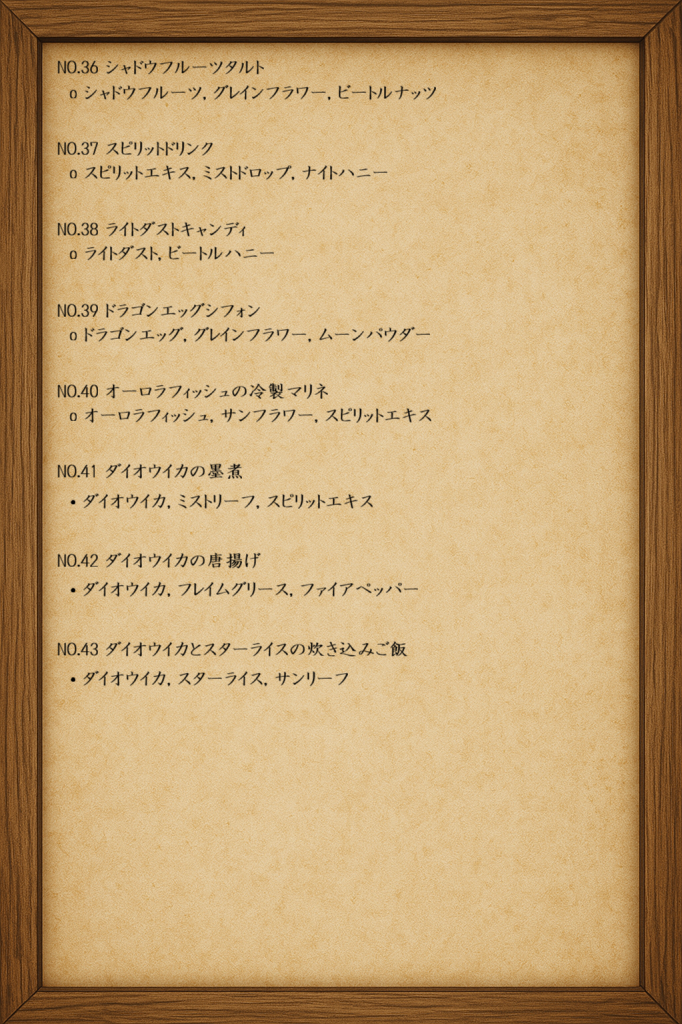 NO.36 シャドウフルーツタルト
o シャドウフルーツ, グレインフラワー, ビートルナッツ
NO.37 スピリットドリンク
o スピリットエキス, ミストドロップ, ナイトハニー
NO.38 ライトダストキャンディ
o ライトダスト, ビートルハニー
NO.39 ドラゴンエッグシフォン
o ドラゴンエッグ, グレインフラワー, ムーンパウダー
NO.40 オーロラフィッシュの冷製マリネ
o オーロラフィッシュ, サンフラワー, スピリットエキス
NO.41 ダイオウイカの墨煮
• ダイオウイカ, ミストリーフ, スピリットエキス
NO.42 ダイオウイカの唐揚げ
• ダイオウイカ, フレイムグリース, ファイアペッパー
NO.43 ダイオウイカとスターライスの炊き込みご飯
• ダイオウイカ, スターライス, サンリーフ